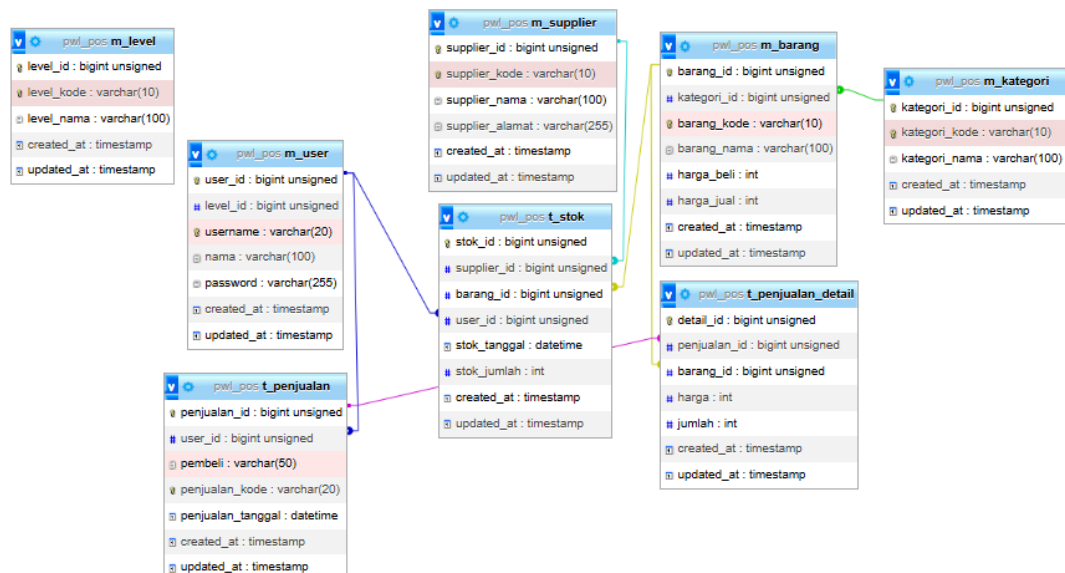 pwl_pos m_level
level_id : bigint unsigned
level_kode : varchar(10)
level_nama : varchar(100)
created_at : timestamp
updated_at : timestamp
pwl_pos m_user
user_id : bigint unsigned
level_id : bigint unsigned
username : varchar(20)
nama : varchar(100)
password : varchar(255)
created_at : timestamp
updated_at : timestamp
pwl_pos t_penjualan
penjualan_id : bigint unsigned
user_id : bigint unsigned
pembeli : varchar(50)
penjualan_kode : varchar(20)
penjualan_tanggal : datetime
created_at : timestamp
updated_at : timestamp
pwl_pos m_supplier
supplier_id : bigint unsigned
supplier_kode : varchar(10)
supplier_nama : varchar(100)
supplier_alamat : varchar(255)
created_at : timestamp
updated_at : timestamp
pwl_pos t_stok
stok_id : bigint unsigned
supplier_id : bigint unsigned
barang_id : bigint unsigned
user_id : bigint unsigned
stok_tanggal : datetime
stok_jumlah : int
created_at : timestamp
updated_at : timestamp
pwl_pos m_barang
barang_id : bigint unsigned
kategori_id : bigint unsigned
barang_kode : varchar(10)
barang_nama : varchar(100)
harga_beli : int
harga_jual : int
created_at : timestamp
updated_at : timestamp
pwl_pos t_penjualan_detail
detail_id : bigint unsigned
penjualan_id : bigint unsigned
barang_id : bigint unsigned
harga : int
jumlah : int
created_at : timestamp
updated_at : timestamp
pwl_pos m_kategori
kategori_id : bigint unsigned
kategori_kode : varchar(10)
kategori_nama : varchar(100)
created_at : timestamp
updated_at : timestamp